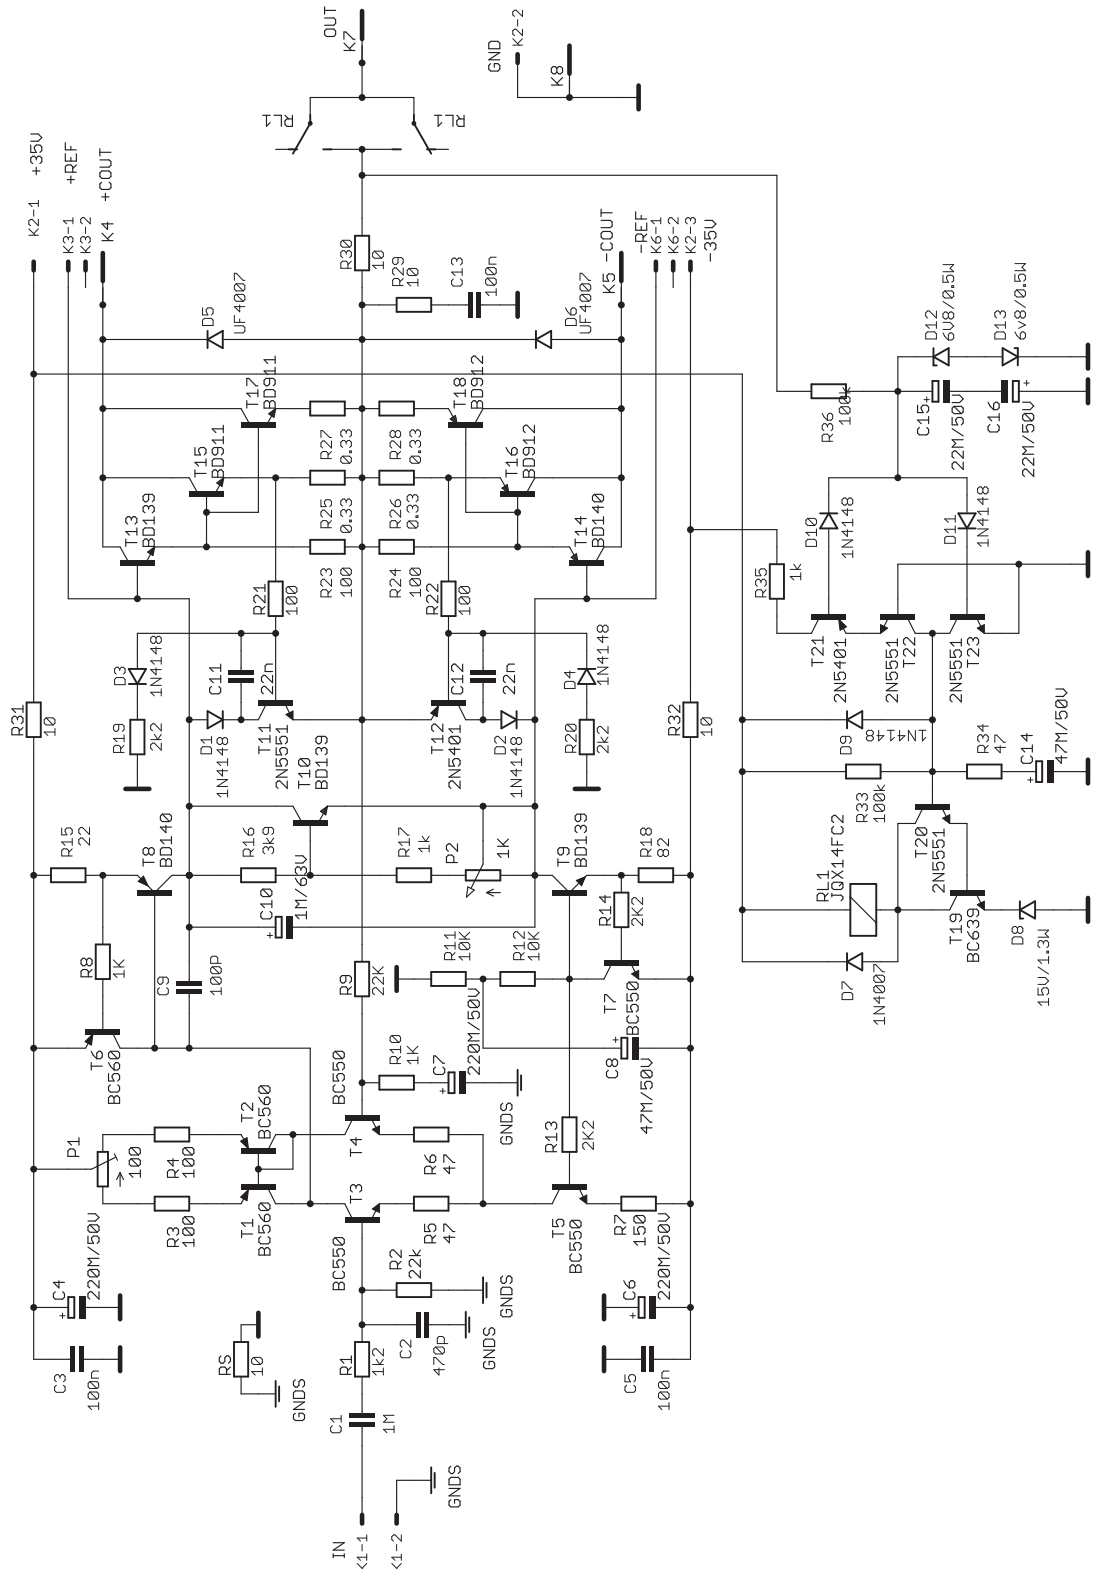 OUT
K7
GND
K2-2
K8
RL1
RL1
K2-1 +35V
K3-1 +REF
K3-2
K4 +COUT
K5 -COUT
-REF
K6-1
K6-2
K2-3
-35V
R30
10
R29
10
C13
100n
D5
UF4007
D6
UF4007
T17
BD911
T18
BD912
T15
BD911
T16
BD912
T13
BD139
T14
BD140
R27
0.33
R28
0.33
R25
0.33
R26
0.33
R23
100
R24
100
R21
100
R22
100
D12
6V8/0.5W
D13
6v8/0.5W
R36
100k
C15
+
22M/50V
C16
+
22M/50V
D10
1N4148
D11
1N4148
R35
1k
T21
2N5401
2N5551
T22
2N5551
T23
R31
10
D3
1N4148
R19
2k2
C11
22n
D1
1N4148
T11
2N5551
T10
BD139
C12
22n
T12
2N5401
D2
1N4148
D4
1N4148
R20
2k2
R32
10
D9
1N4148
R33
100k
R34
47
C14
+
47M/50V
RL1
JQX14FC2
T20
2N5551
T19
BC639
D8
15V/1.3W
D7
1N4007
R15
22
T8
BD140
R16
3k9
C10
+
1M/63V
R17
1k
P2
1K
T9
BD139
R18
82
R14
2K2
R8
1K
C9
100P
R9
22K
R11
10K
R12
10K
T7
BC550
T6
BC560
R10
1K
C7
+
220M/50V
GNDS
C8
+
47M/50V
P1
100
R4
100
T2
BC560
BC550
T4
R6
47
R13
2K2
R3
100
T1
BC560
T3
BC550
R5
47
T5
BC550
R7
150
C4
+
220M/50V
C3
100n
RS
10
GNDS
R2
22k
GNDS
C2
470p
GNDS
R1
1k2
C1
1M
C6
+
220M/50V
C5
100n
GNDS
IN
K1-1
K1-2